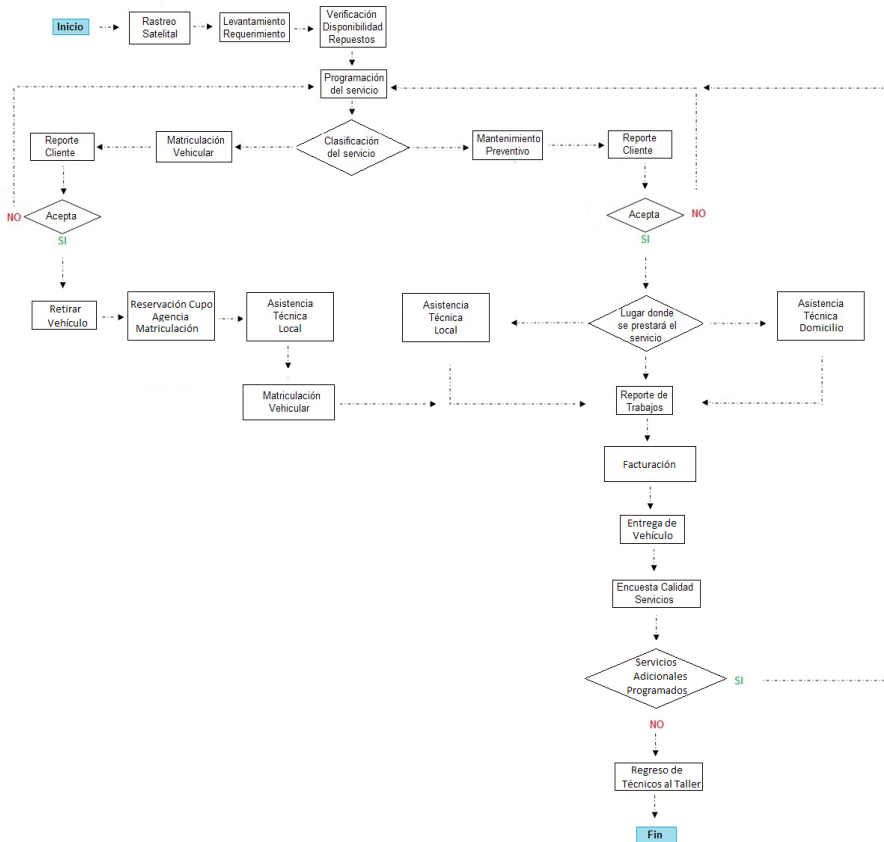 Inicio
Rastreo
Satelital
Levantamiento
Requerimiento
Verificación
Disponibilidad
Repuestos
Programación
del servicio
Reporte
Cliente
Matriculación
Vehicular
Clasificación
del servicio
Mantenimiento
Preventivo
Reporte
Cliente
NO
Acepta
SI
Acepta
NO
SI
Retirar
Vehículo
Reservación Cupo
Agencia
Matriculación
Asistencia
Técnica
Local
Asistencia
Técnica
Local
Lugar donde
se prestará el
servicio
Asistencia
Técnica
Domicilio
Matriculación
Vehicular
Reporte de
Trabajos
Facturación
Entrega de
Vehículo
Encuesta Calidad
Servicios
Servicios
Adicionales
Programados
SI
NO
Regreso de
Técnicos al Taller
Fin